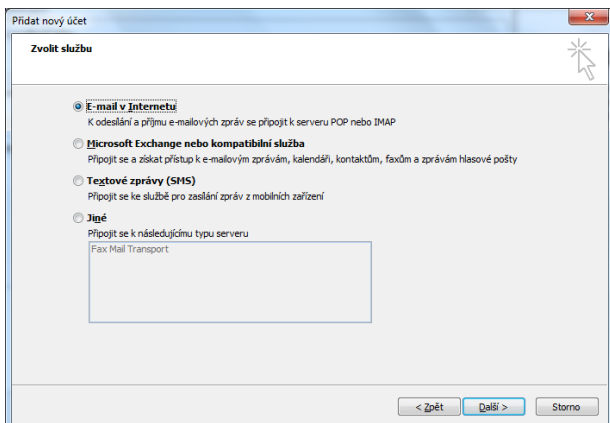 Přidat nový účet
Zvolit službu
E-mail v Internetu
K odesílání a příjmu e-mailových zpráv se připojit k serveru POP nebo IMAP
Microsoft Exchange nebo kompatibilní služba
Připojit se a získat přístup k e-mailovým zprávám, kalendáři, kontaktům, faxům a zprávám hlasové pošty
Textové zprávy (SMS)
Připojit se ke službě pro zasílání zpráv z mobilních zařízení
Jiné
Připojit se k následujícímu typu serveru
Fax Mail Transport
< Zpět Další > Storno